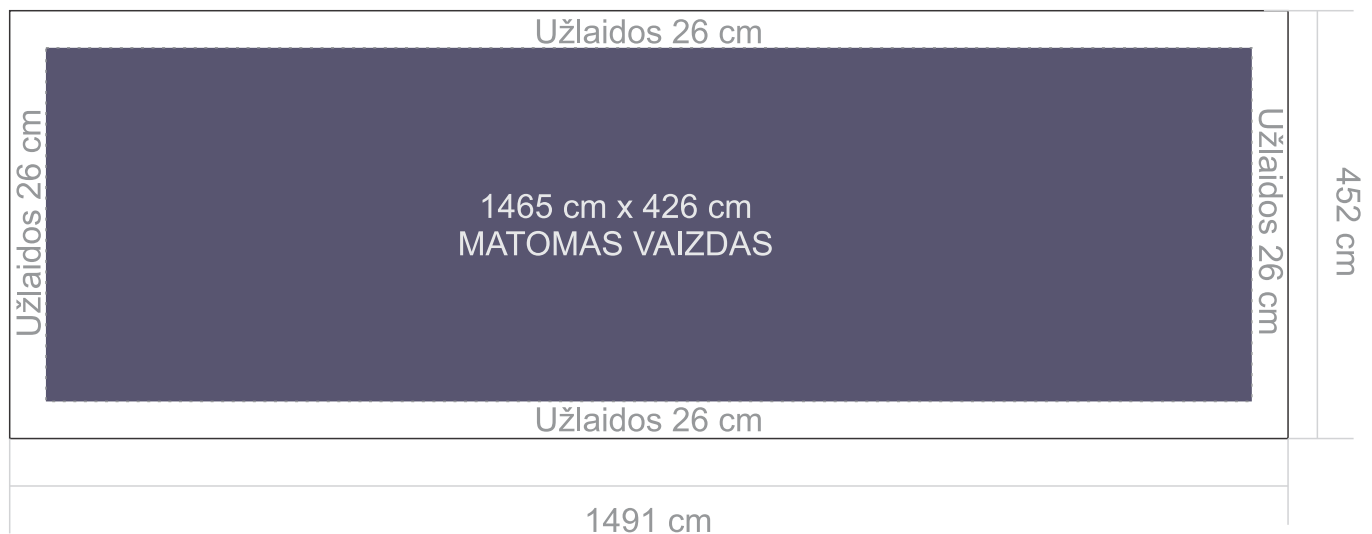 Užlaidos 26 cm
Užlaidos 26 cm
1465 cm x 426 cm
MATOMAS VAIZDAS
Užlaidos 26 cm
452 cm
Užlaidos 26 cm
1491 cm